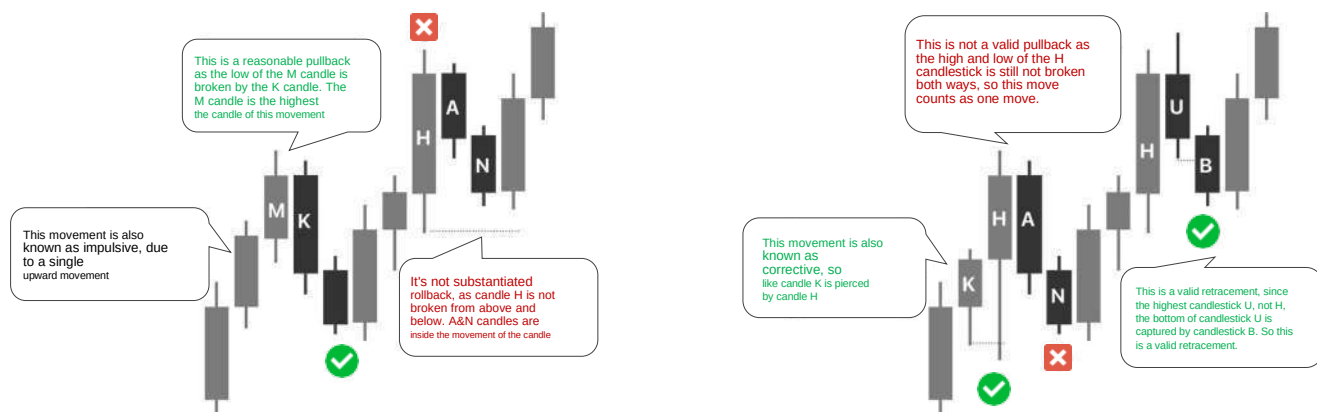 This is a reasonable pullback
as the low of the M candle is
broken by the K candle. The
M candle is the highest
the candle of this movement
H
A
N
M
K
This movement is also
known as impulsive, due
to a single
upward movement
It's not substantiated
rollback, as candle H is not
broken from above and
below. A&N candles are
inside the movement of the candle
This is not a valid pullback as
the high and low of the H
candlestick is still not broken
both ways, so this move
counts as one move.
U
H
B
H
A
K
N
This movement is also
known as
corrective, so
like candle K is pierced
by candle H
This is a valid retracement, since
the highest candlestick U, not H,
the bottom of candlestick U is
captured by candlestick B. So this
is a valid retracement.